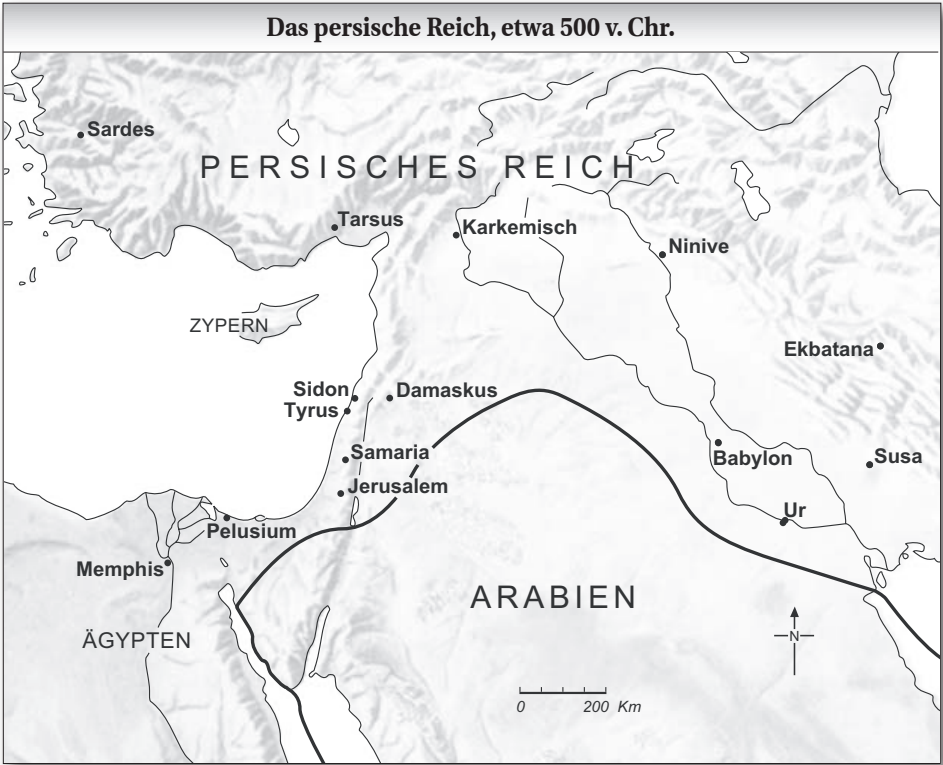 Das persische Reich, etwa 500 v. Chr.
Sardes
PERSISCHES REICH
Tarsus
Karkemisch
Ninive
ZYPERN
Ekbatana
Sidon
Damaskus
Tyrus
Samaria
Babylon
Susa
Jerusalem
Ur
Pelusium
Memphis
ARABIEN
ÄGYPTEN
N
0 200 Km